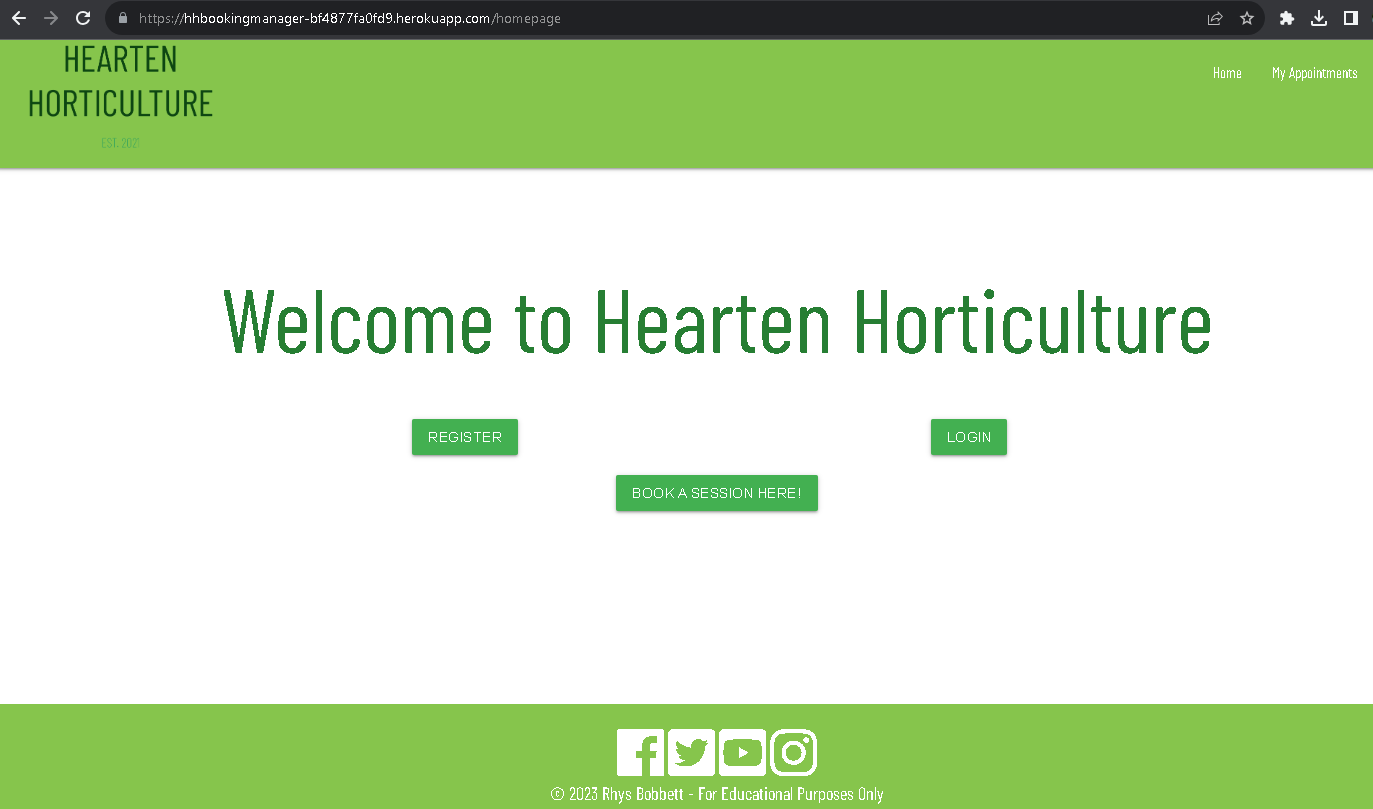 https://hhbookingmanager-bf4877fa0fd9.herokuapp.com/homepage
HEARTEN
HORTICULTURE
EST. 2021
Home My Appointments
Welcome to Hearten Horticulture
REGISTER LOGIN
BOOK A SESSION HERE!
© 2023 Rhys Bobbett - For Educational Purposes Only